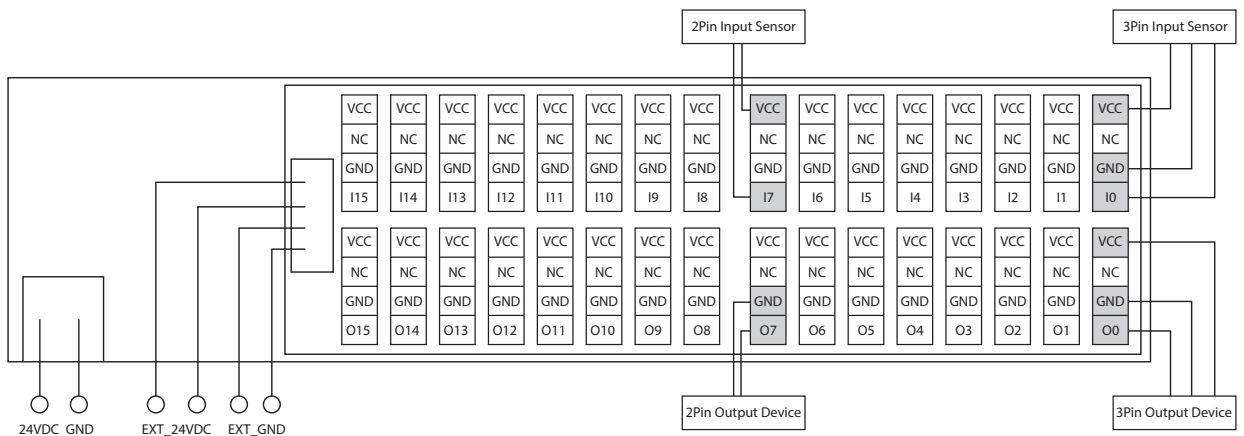 2Pin Input Sensor 3Pin Input Sensor
VCC VCC VCC VCC VCC VCC VCC VCC VCC VCC VCC VCC VCC VCC VCC VCC
NC NC NC NC NC NC NC NC NC NC NC NC NC NC NC NC
GND GND GND GND GND GND GND GND GND GND GND GND GND GND GND GND
I15 I14 I13 I12 I11 I10 I9 I8 I7 I6 I5 I4 I3 I2 I1 I0
VCC VCC VCC VCC VCC VCC VCC VCC VCC VCC VCC VCC VCC VCC VCC VCC
NC NC NC NC NC NC NC NC NC NC NC NC NC NC NC NC
GND GND GND GND GND GND GND GND GND GND GND GND GND GND GND GND
O15 O14 O13 O12 O11 O10 O9 O8 O7 O6 O5 O4 O3 O2 O1 O0
2Pin Output Device 3Pin Output Device
24VDC GND EXT_24VDC EXT_GND